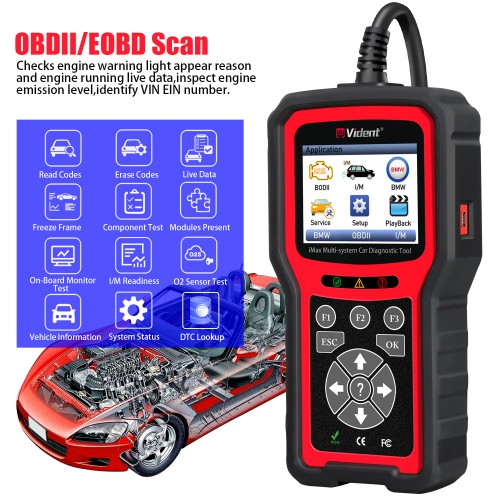 OBDII/EOBD Scan
Checks engine warning light appear reason
and engine running live data,inspect engine
emission level,identify VIN EIN number.
Read Codes
Erase Codes
Live Data
Freeze Frame
Component Test
Modules Present
On-Board Monitor
Test
I/M Readiness
O2S
O2 Sensor Test
Vehicle Information
System Status
DTC Lookup
Vident®
Application
BODII
I/M
I/M
BMW
BMW
Service
Setup
PlayBack
BMW
OBDII
I/M
iMax Multi-system Car Diagnostic Tool
F1
F2
F3
ESC
OK
?
CE
FC